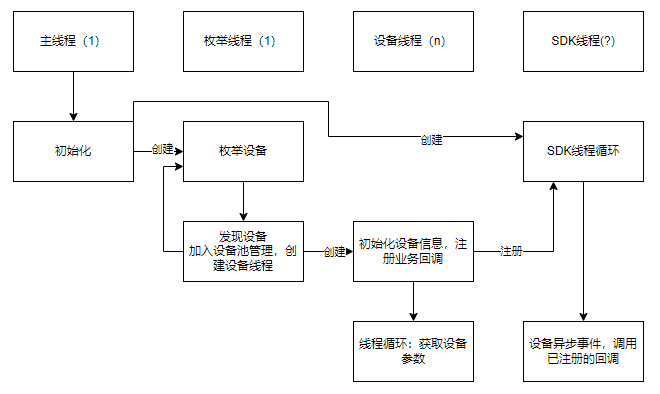 主线程（1）
枚举线程（1）
设备线程（n）
SDK线程(?)
初始化
创建
枚举设备
创建
SDK线程循环
发现设备
加入设备池管理，创
建设备线程
创建
初始化设备信息，注
册业务回调
注册
线程循环：获取设备
参数
设备异步事件，调用
已注册的回调